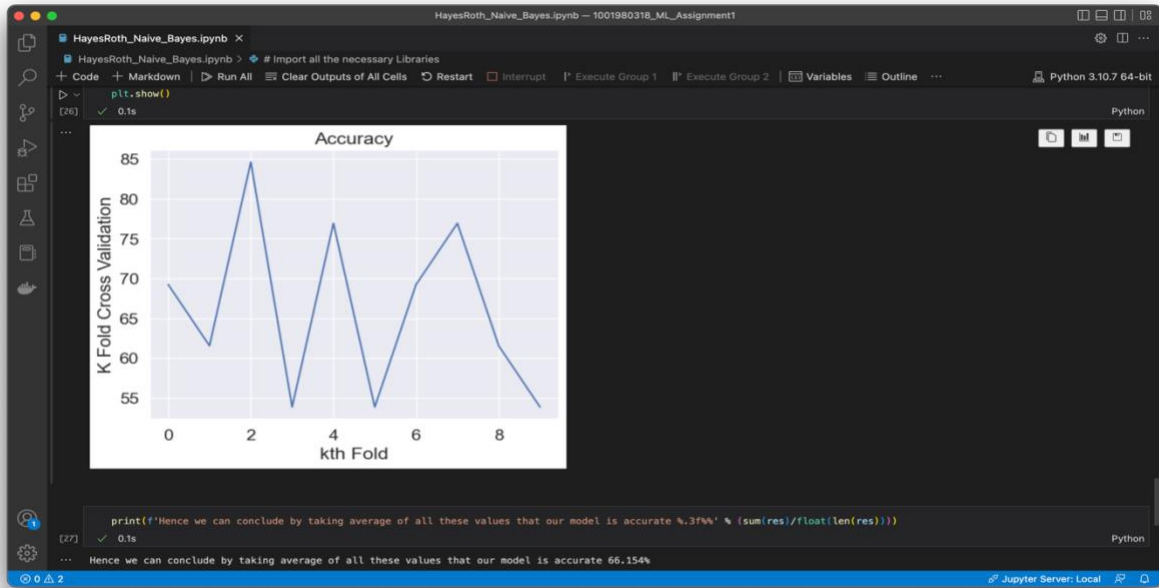 HayesRoth_Naive_Bayes.ipynb — 1001980318_ML_Assignment1
HayesRoth_Naive_Bayes.ipynb ×
HayesRoth_Naive_Bayes.ipynb > # Import all the necessary Libraries
+ Code + Markdown | Run All Clear Outputs of All Cells Restart Interrupt Execute Group 1 Execute Group 2 | Variables Outline ··· Python 3.10.7 64-bit
plt.show()
[26] ✓ 0.1s Python
Accuracy
85
80
75
70
65
60
55
K Fold Cross Validation
0 2 4 6 8
kth Fold
print(f'Hence we can conclude by taking average of all these values that our model is accurate %.3f%%' % (sum(res)/float(len(res))))
[27] ✓ 0.1s Python
··· Hence we can conclude by taking average of all these values that our model is accurate 66.154%
1
0 2 Jupyter Server: Local